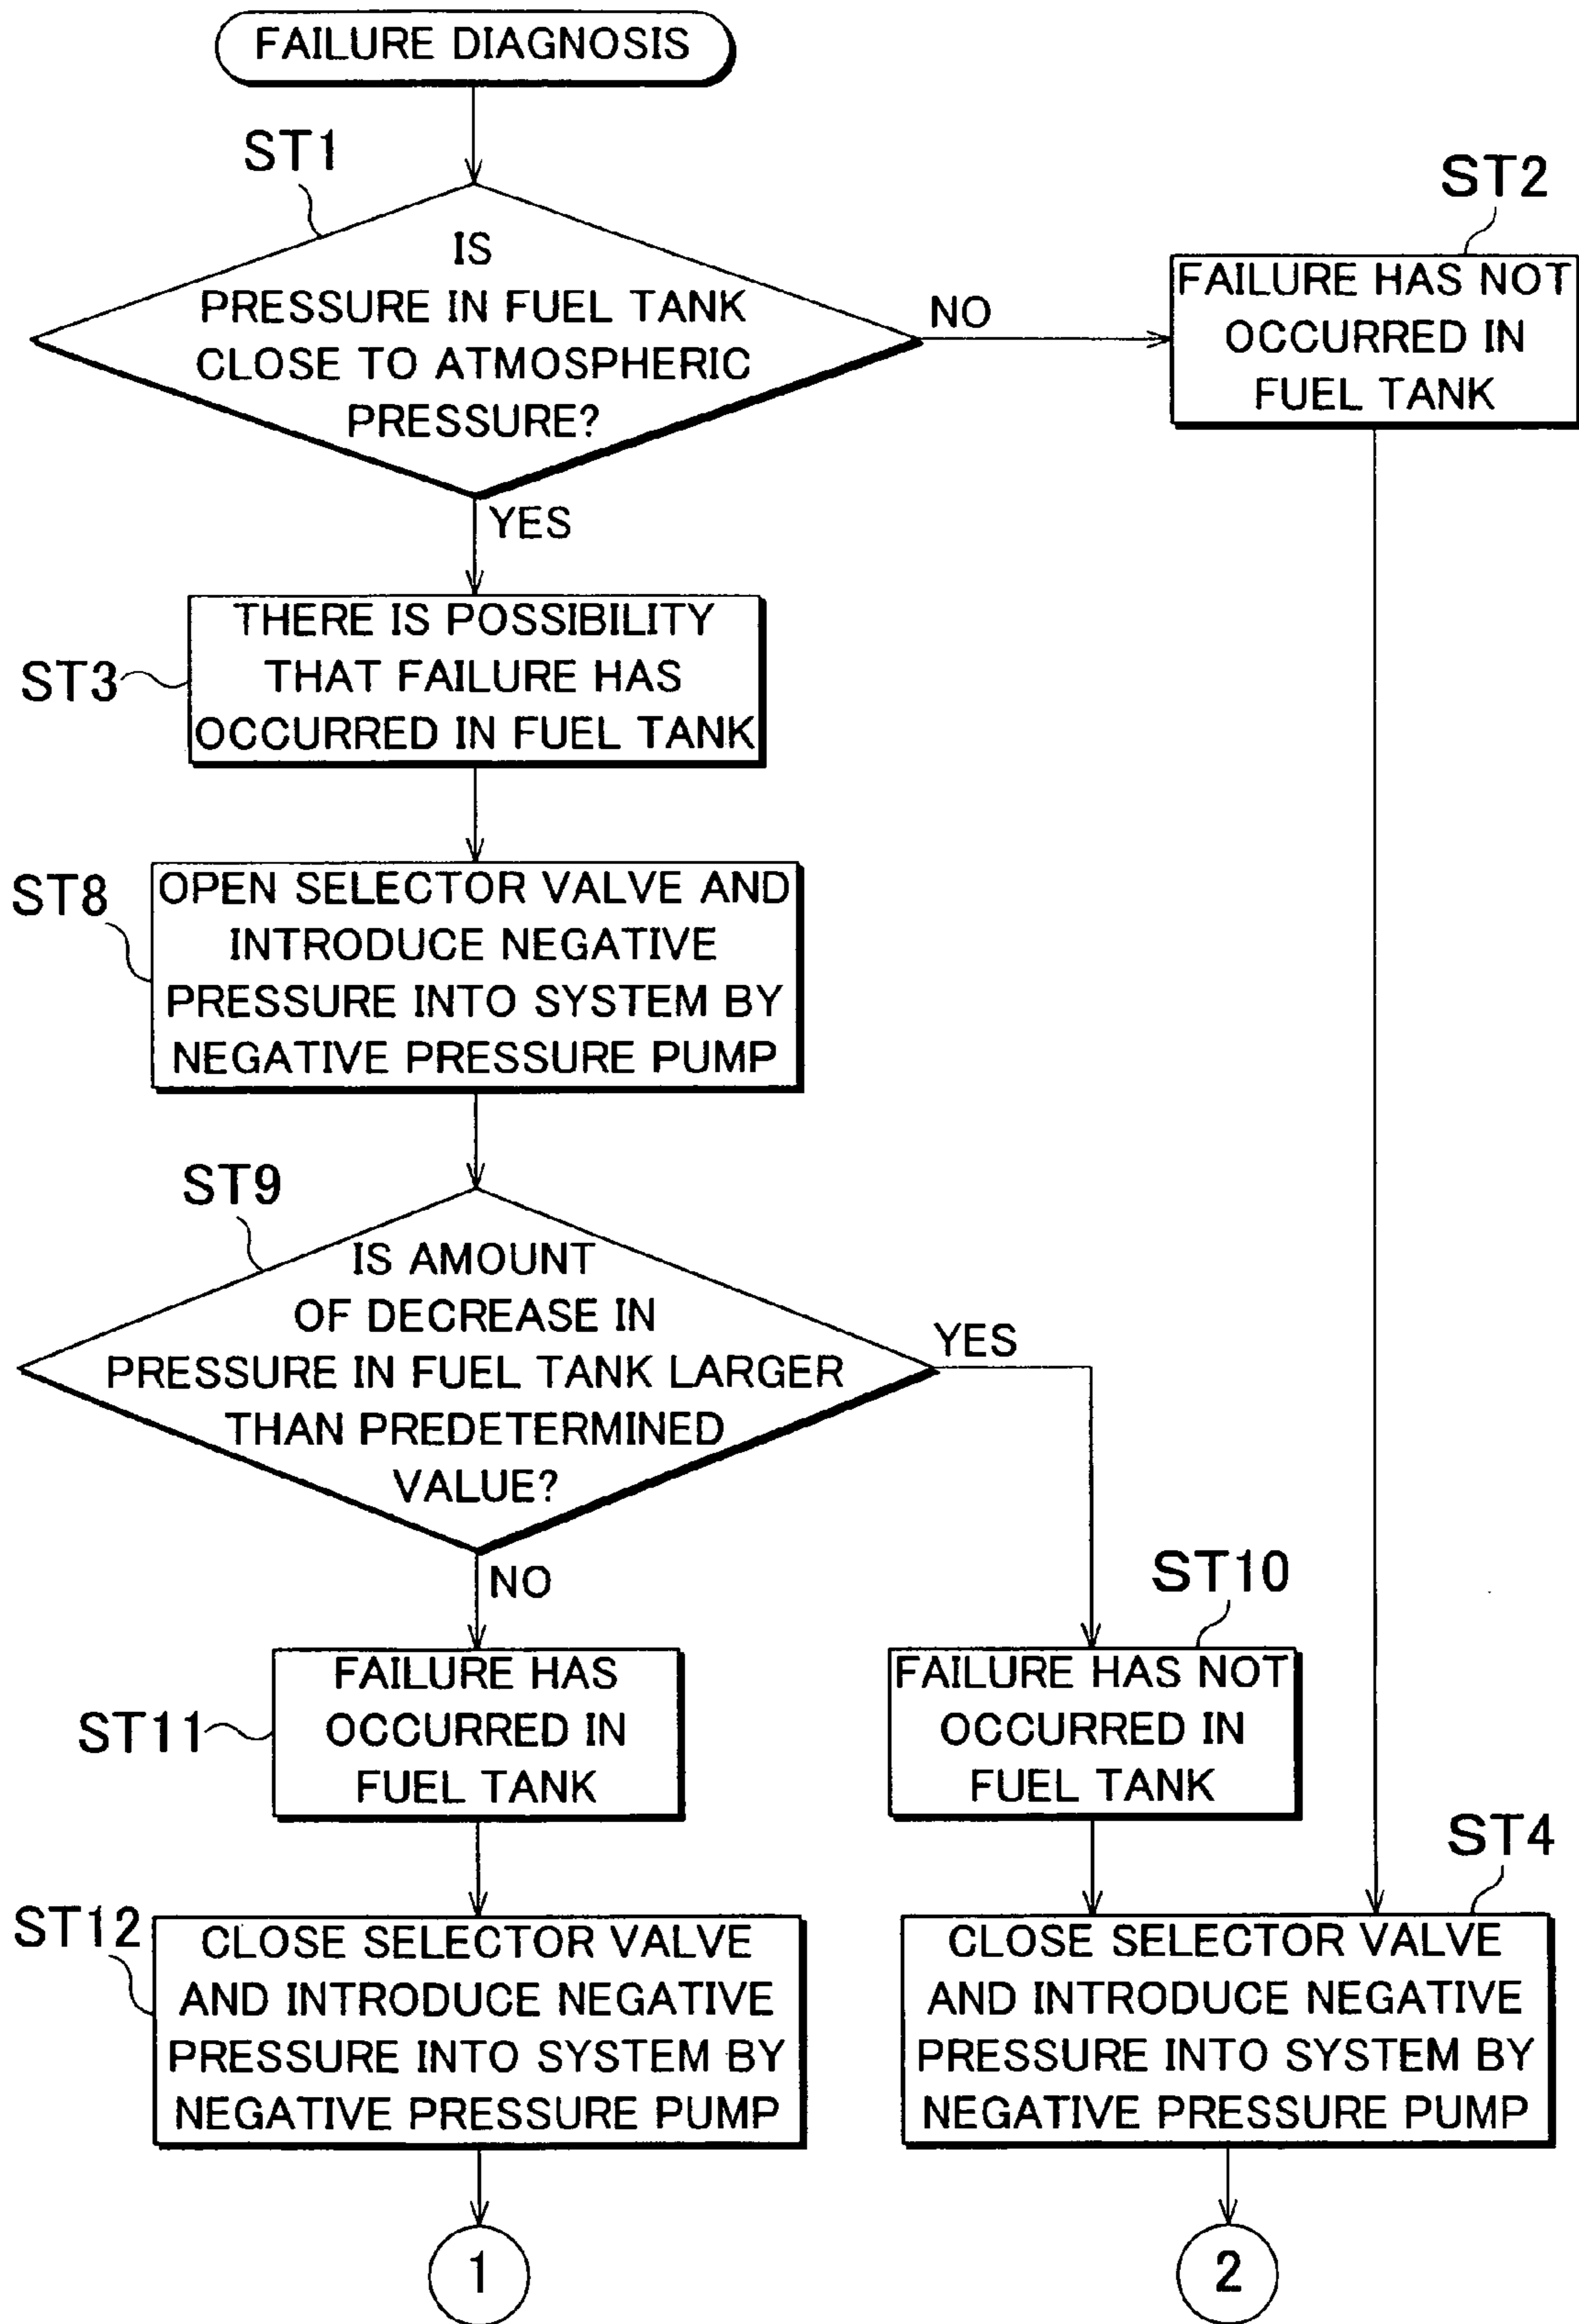 FAILURE DIAGNOSIS
ST1
IS
PRESSURE IN FUEL TANK
CLOSE TO ATMOSPHERIC
PRESSURE?
NO
ST2
FAILURE HAS NOT
OCCURRED IN
FUEL TANK
YES
ST3
THERE IS POSSIBILITY
THAT FAILURE HAS
OCCURRED IN FUEL TANK
ST8
OPEN SELECTOR VALVE AND
INTRODUCE NEGATIVE
PRESSURE INTO SYSTEM BY
NEGATIVE PRESSURE PUMP
ST9
IS AMOUNT
OF DECREASE IN
PRESSURE IN FUEL TANK LARGER
THAN PREDETERMINED
VALUE?
YES
NO
ST10
FAILURE HAS NOT
OCCURRED IN
FUEL TANK
ST11
FAILURE HAS
OCCURRED IN
FUEL TANK
ST12
CLOSE SELECTOR VALVE
AND INTRODUCE NEGATIVE
PRESSURE INTO SYSTEM BY
NEGATIVE PRESSURE PUMP
ST4
CLOSE SELECTOR VALVE
AND INTRODUCE NEGATIVE
PRESSURE INTO SYSTEM BY
NEGATIVE PRESSURE PUMP
1
2